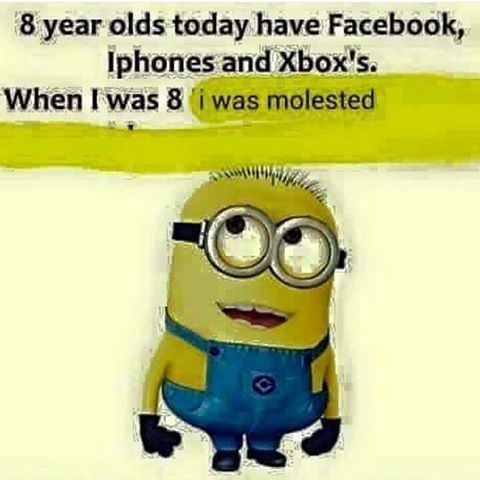 8 year olds today have Facebook,
Iphones and Xbox's.
When I was 8 i was molested